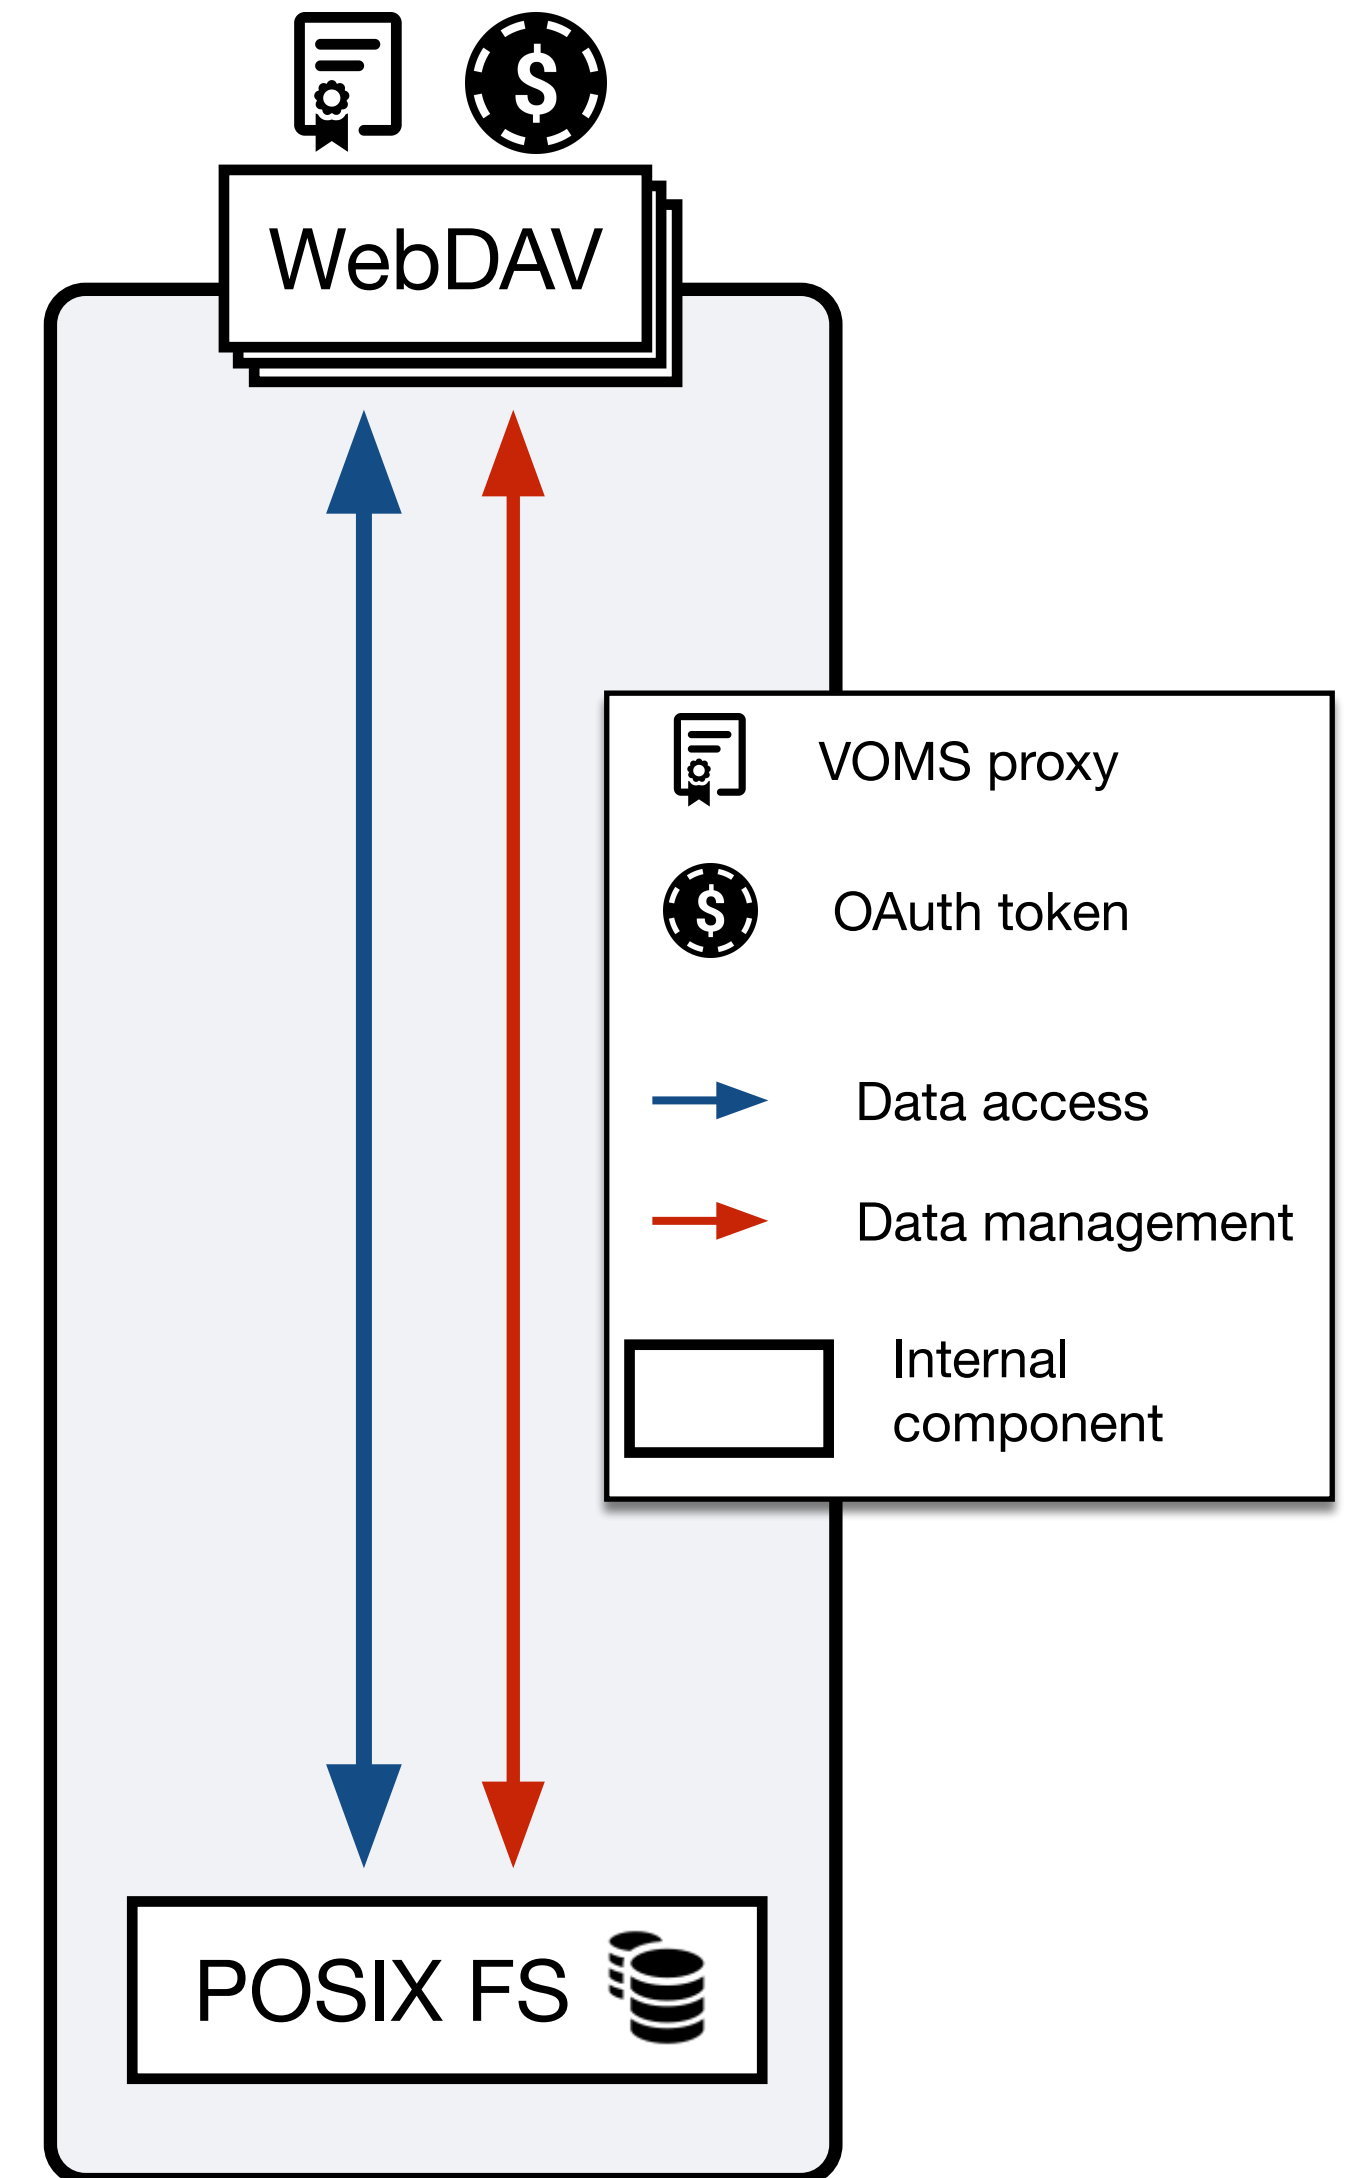 $
WebDAV
VOMS proxy
$
OAuth token
Data access
Data management
Internal
component
POSIX FS